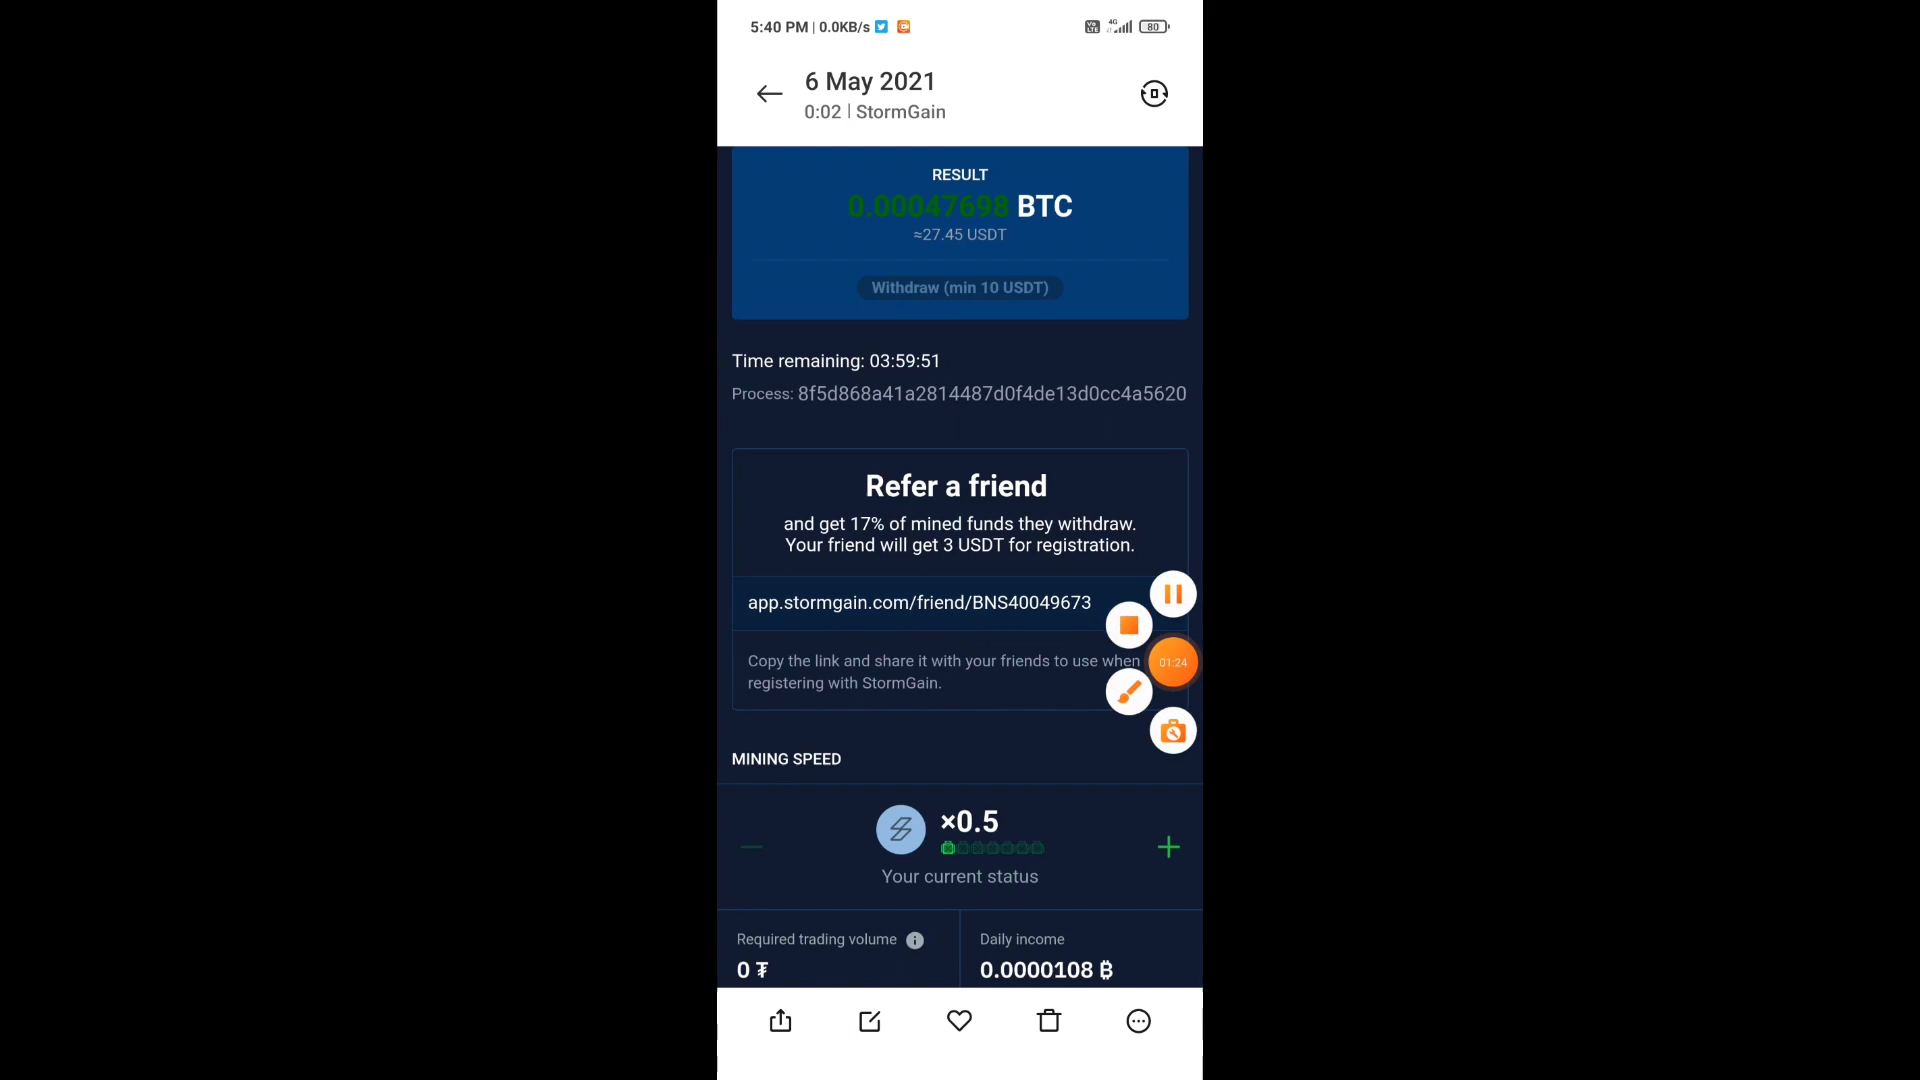 5:40 PM | 0.0KB/s
4G
80
6 May 2021
0:02 | StormGain
RESULT
0.00047698 BTC
≈27.45 USDT
Withdraw (min 10 USDT)
Time remaining: 03:59:51
Process: 8f5d868a41a2814487d0f4de13d0cc4a5620
Refer a friend
and get 17% of mined funds they withdraw.
Your friend will get 3 USDT for registration.
app.stormgain.com/friend/BNS40049673
Copy the link and share it with your friends to use when
registering with StormGain.
01:24
MINING SPEED
×0.5
Your current status
Required trading volume
Daily income
0 ₮
0.0000108 ₿